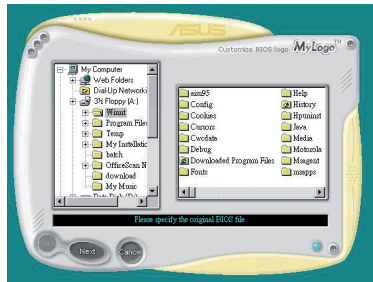 ASUS
Customize BIOS logo MyLogo™
My Computer
Web Folders
Dial-Up Networki
3½ Floppy (A:)
Winnt
Program Files
Temp
My Installatic
batch
OfficeScan N
download
My Music
aim95
Config
Cookies
Cursors
Cwcdata
Debug
Downloaded Program Files
Fonts
Help
History
Hpuninst
Java
Media
Motorola
Msagent
msapps
Please specify the original BIOS file.
Next
Cancel